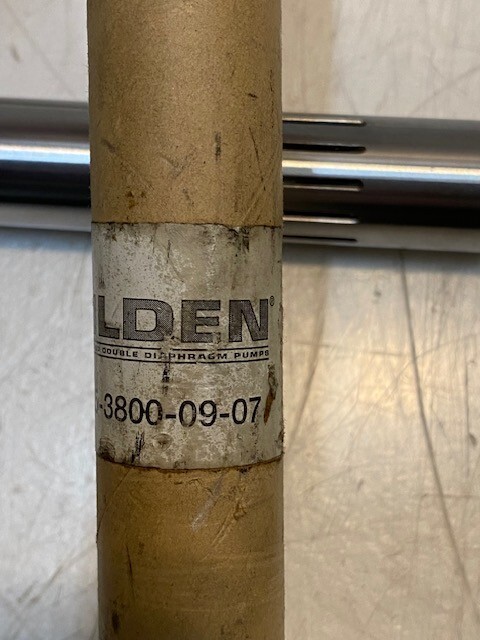 LDEN®
DOUBLE DIAPHRAGM PUMPS
-3800-09-07